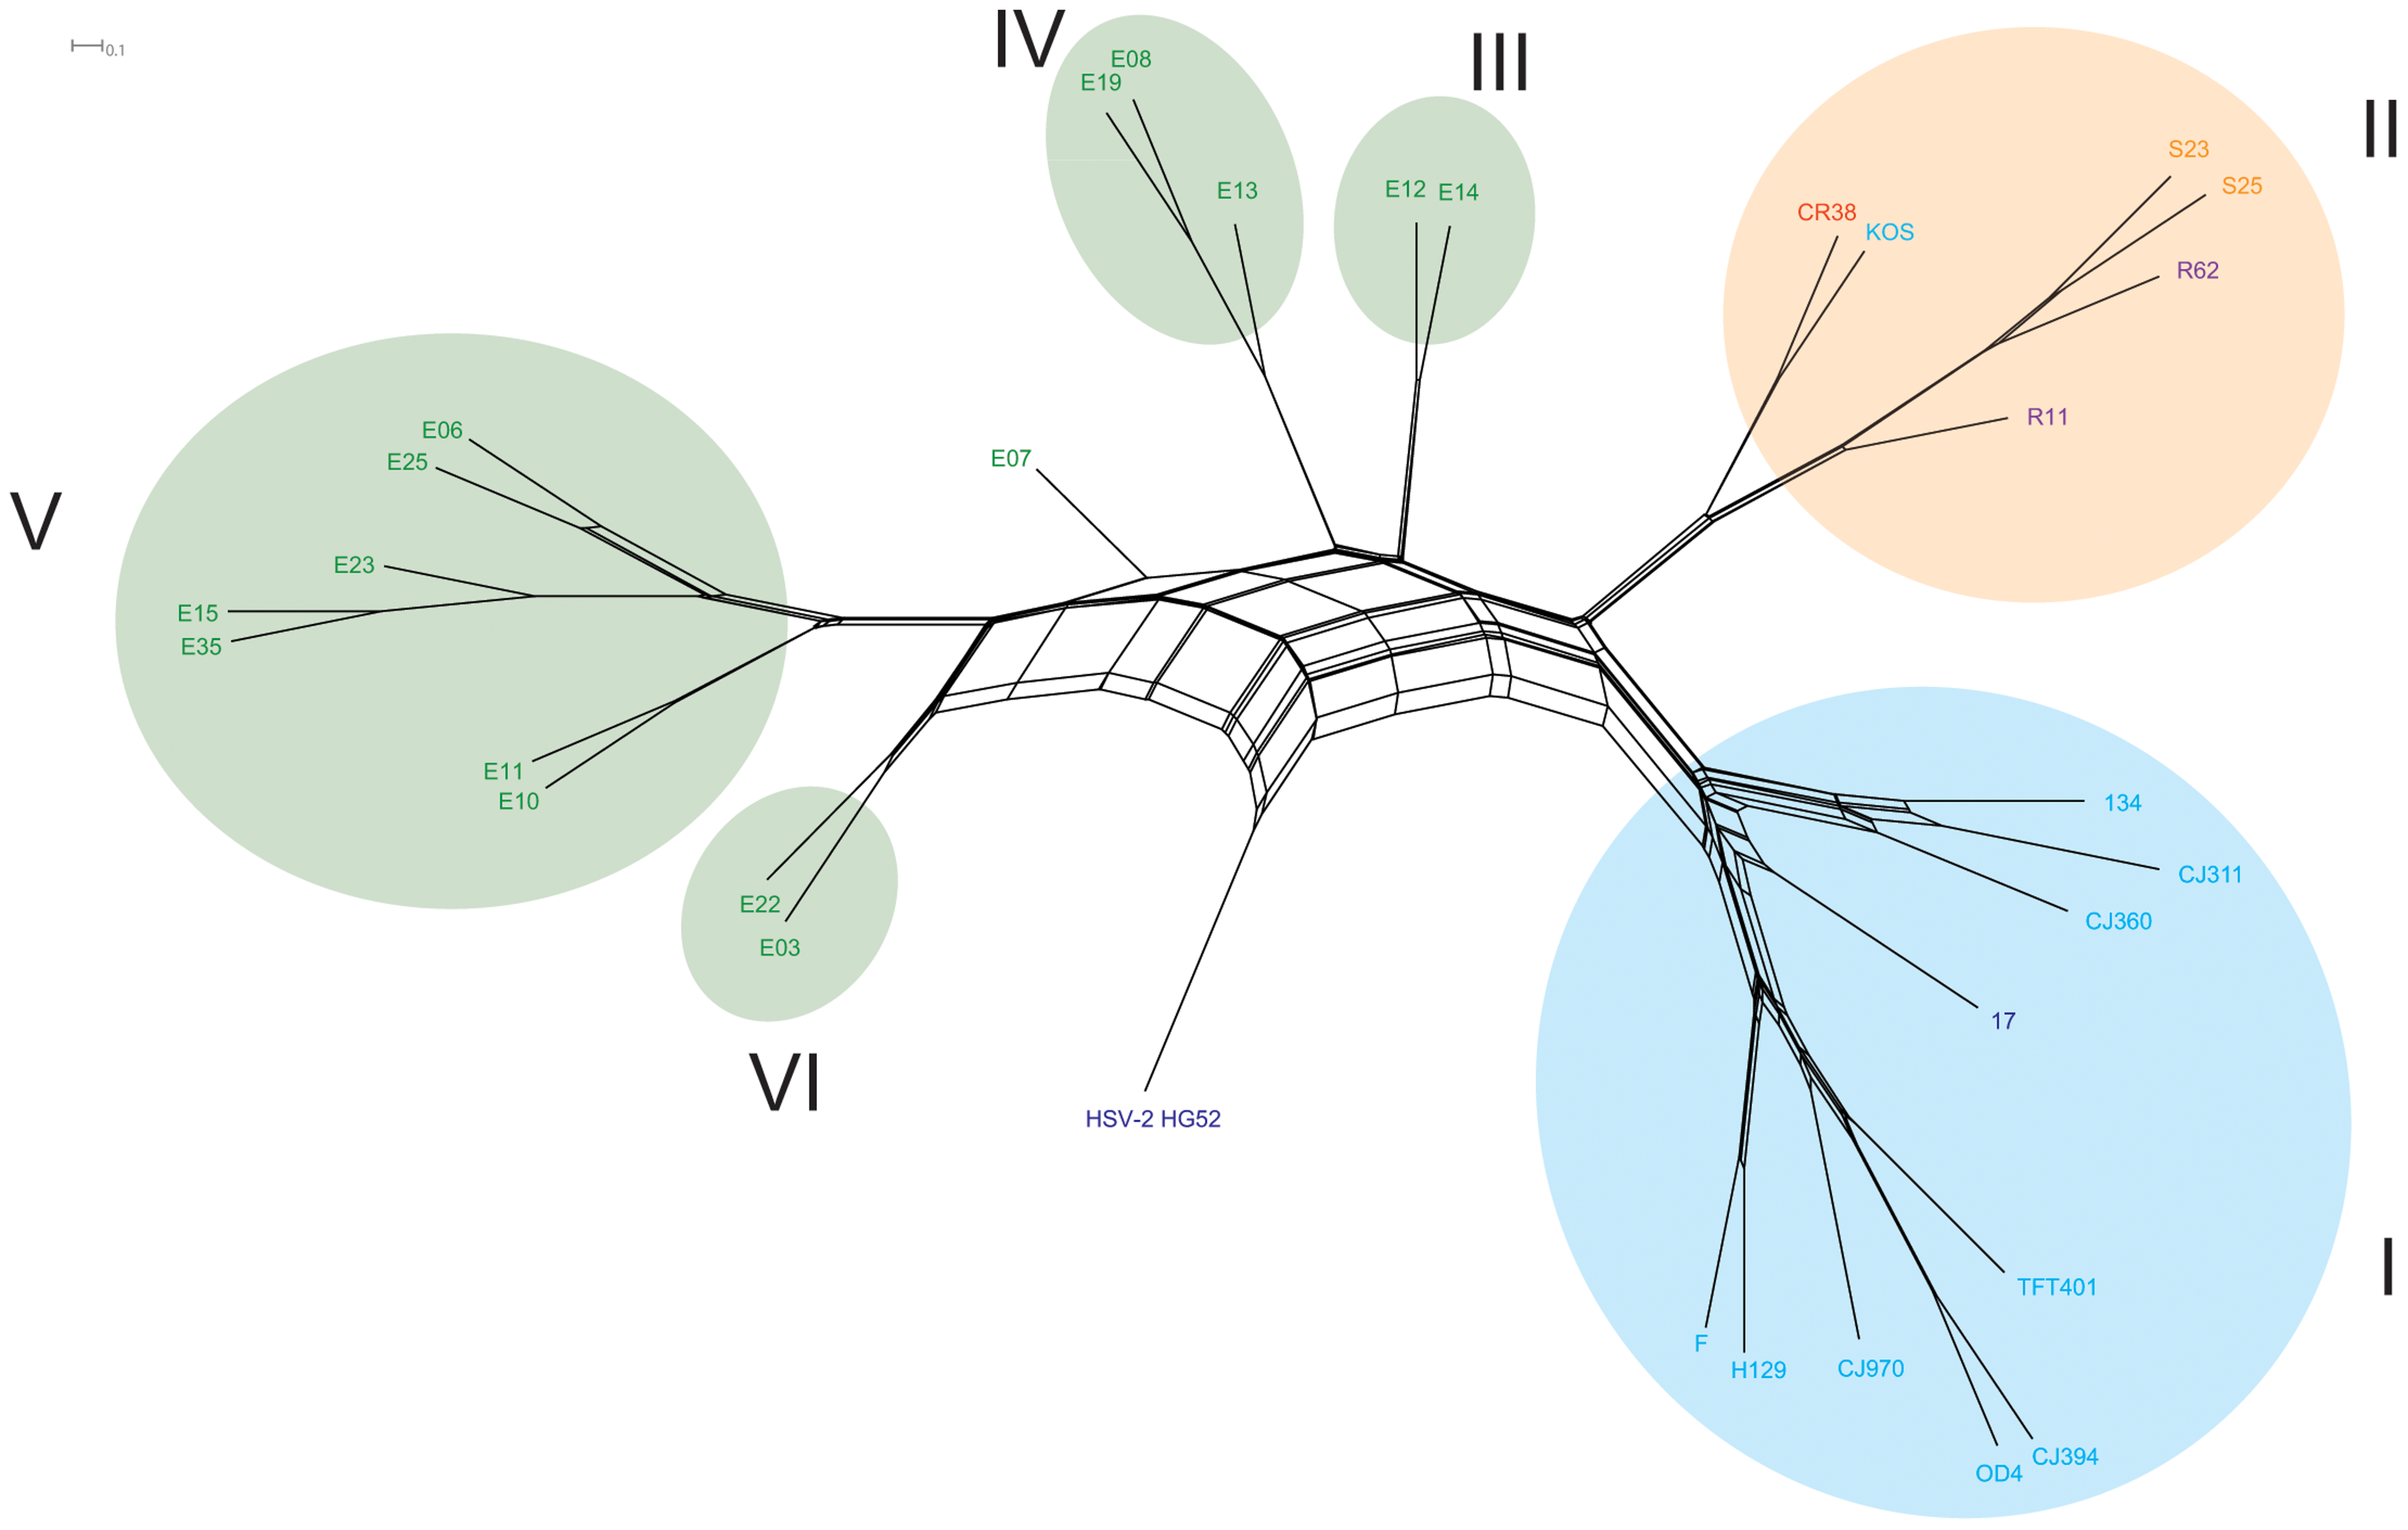 0.1
IV
III
II
E08
E19
E13
E12
E14
S23
S25
CR38
KOS
R62
R11
V
E06
E25
E07
E23
E15
E35
E11
E10
E22
E03
VI
HSV-2 HG52
134
CJ311
CJ360
17
TFT401
I
F
H129
CJ970
CJ394
OD4